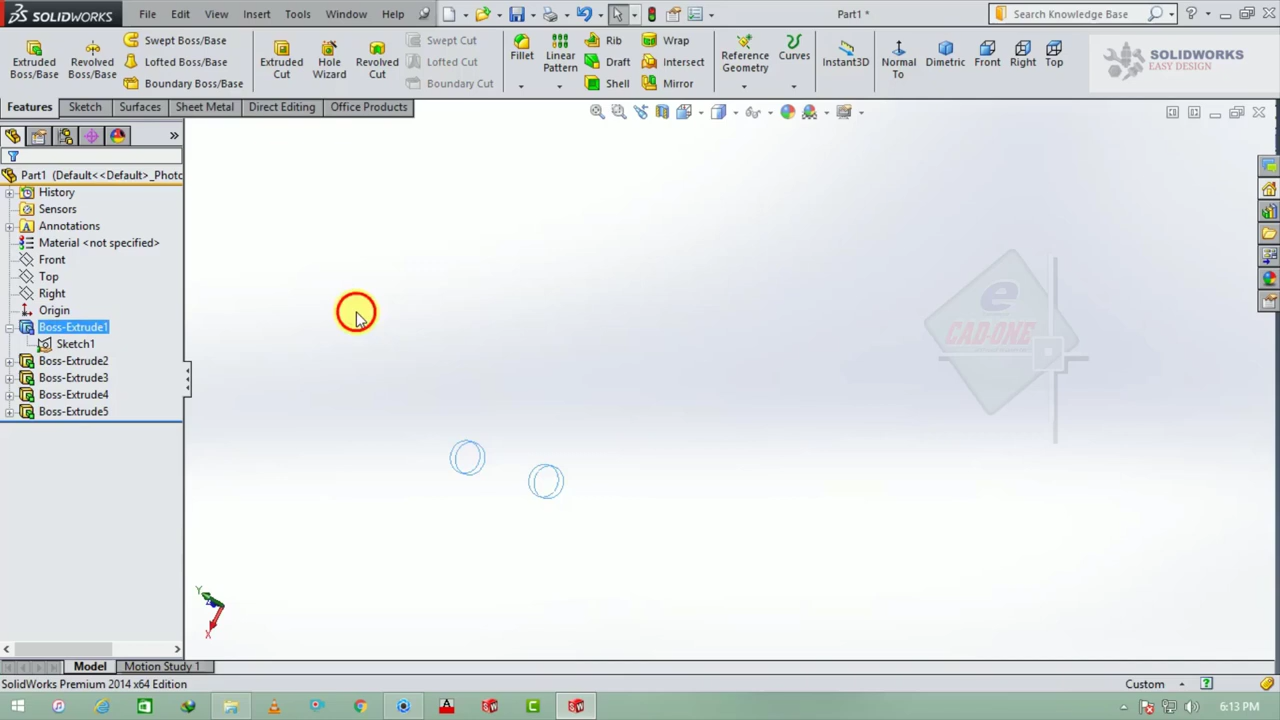 SOLIDWORKS
File Edit View Insert Tools Window Help
Part1 *
Search Knowledge Base
Extruded Boss/Base
Revolved Boss/Base
Swept Boss/Base
Lofted Boss/Base
Boundary Boss/Base
Extruded Cut
Hole Wizard
Revolved Cut
Swept Cut
Lofted Cut
Boundary Cut
Fillet
Linear Pattern
Rib
Draft
Shell
Wrap
Intersect
Mirror
Reference Geometry
Curves
Instant3D
Normal To
Dimetric
Front
Right
Top
SOLIDWORKS
EASY DESIGN
Features Sketch Surfaces Sheet Metal Direct Editing Office Products
Part1 (Default<<Default>_Photo
History
Sensors
Annotations
Material <not specified>
Front
Top
Right
Origin
Boss-Extrude1
Sketch1
Boss-Extrude2
Boss-Extrude3
Boss-Extrude4
Boss-Extrude5
e
CAD-ONE
Y
X
Model Motion Study 1
SolidWorks Premium 2014 x64 Edition
Custom
6:13 PM